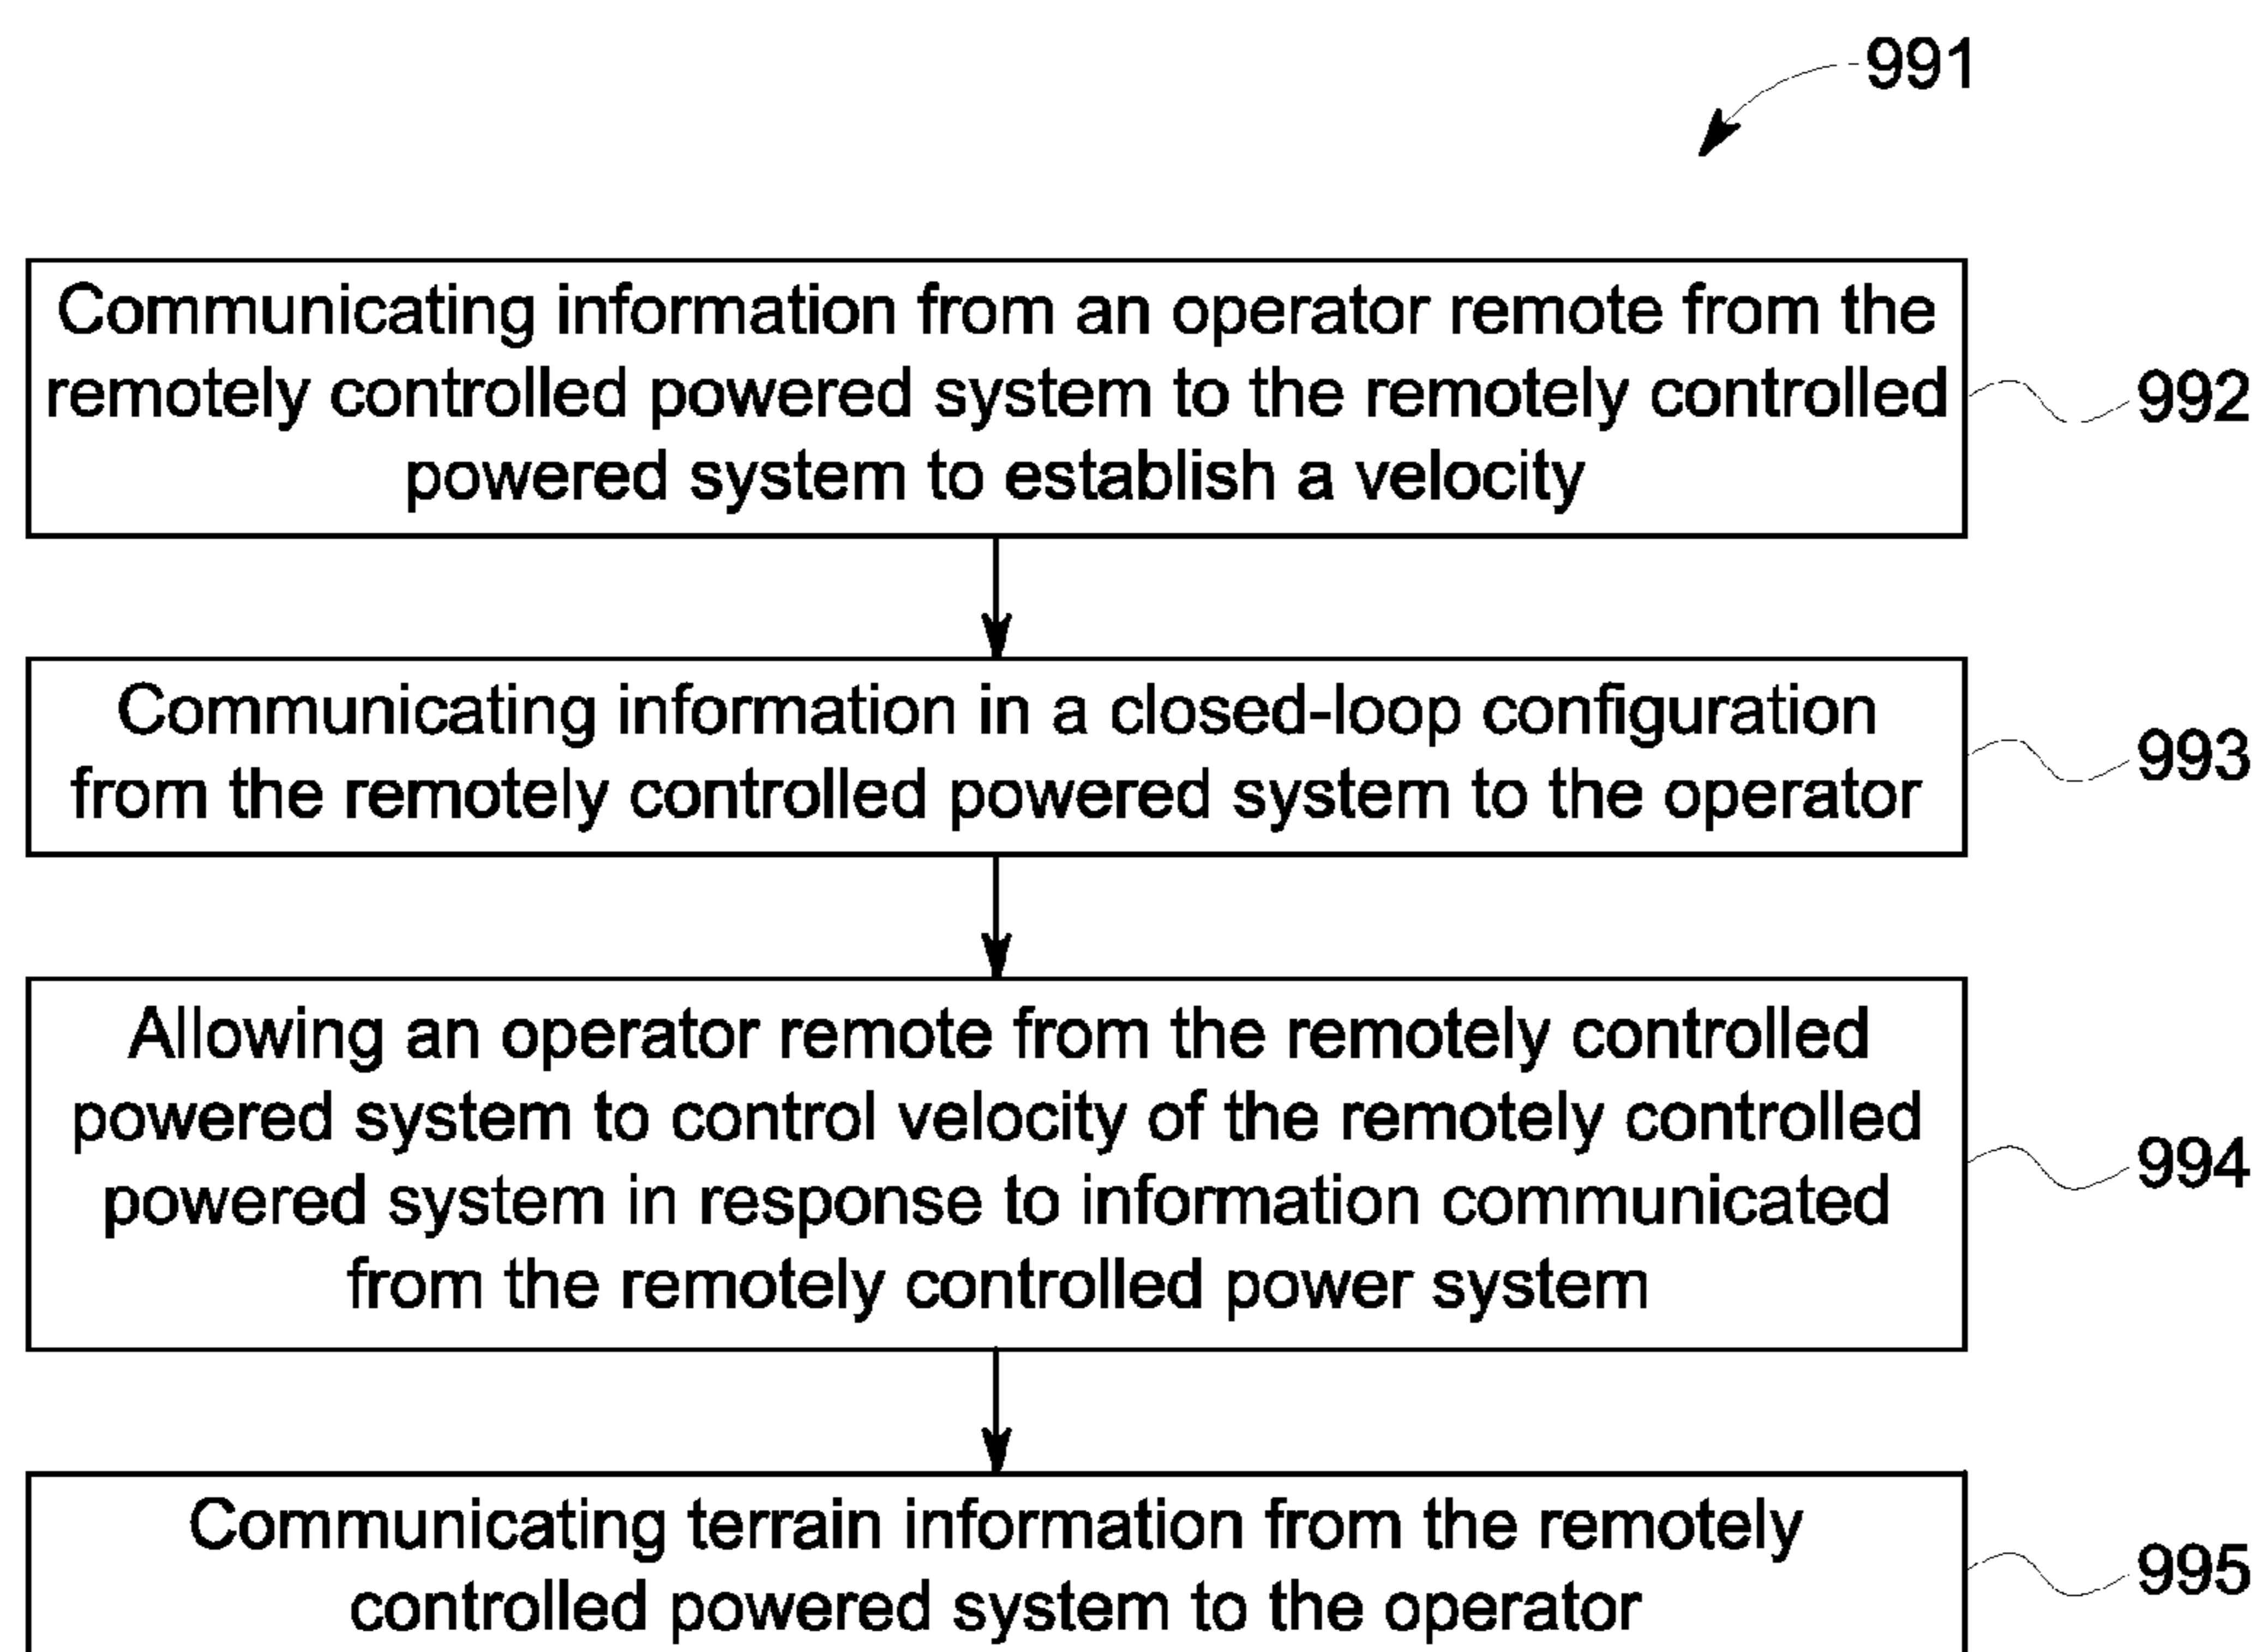 991
Communicating information from an operator remote from the
remotely controlled powered system to the remotely controlled
powered system to establish a velocity
992
Communicating information in a closed-loop configuration
from the remotely controlled powered system to the operator
993
Allowing an operator remote from the remotely controlled
powered system to control velocity of the remotely controlled
powered system in response to information communicated
from the remotely controlled power system
994
Communicating terrain information from the remotely
controlled powered system to the operator
995